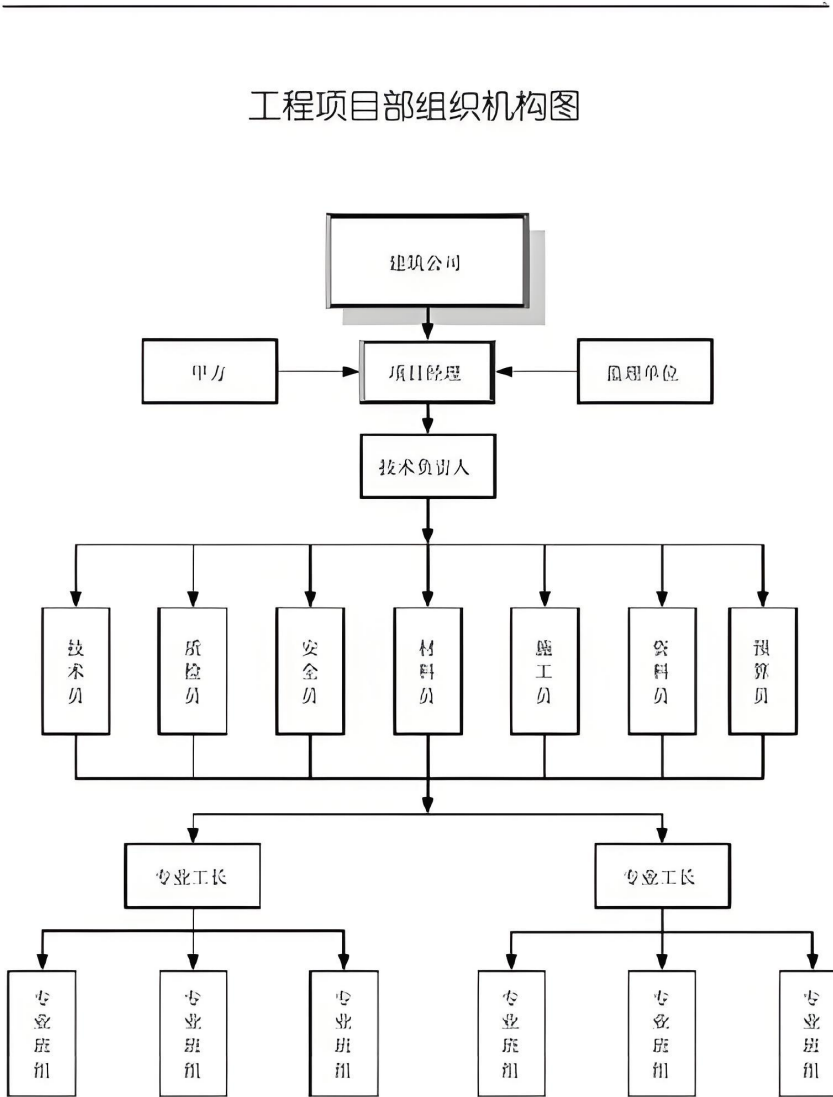 工程项目部组织机构图
建筑公司
甲方
项目经理
监理单位
技术负责人
技术员
质检员
安全员
材料员
施工员
资料员
预算员
专业工长
专业工长
专业班组
专业班组
专业班组
专业班组
专业班组
专业班组